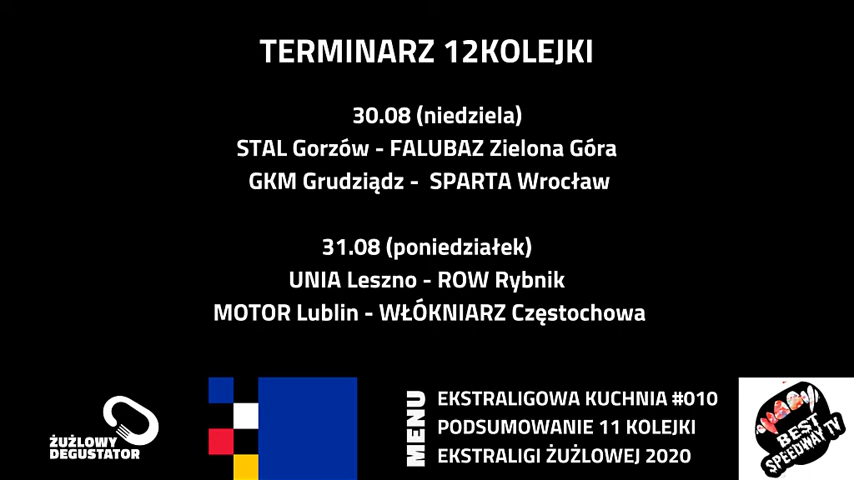 TERMINARZ 12KOLEJKI
30.08 (niedziela)
STAL Gorzów - FALUBAZ Zielona Góra
GKM Grudziądz - SPARTA Wrocław
31.08 (poniedziałek)
UNIA Leszno - ROW Rybnik
MOTOR Lublin - WŁÓKNIARZ Częstochowa
ŻUŻLOWY
DEGUSTATOR
MENU
EKSTRALIGOWA KUCHNIA #010
PODSUMOWANIE 11 KOLEJKI
EKSTRALIGI ŻUŻLOWEJ 2020
BEST
SPEEDWAY TV